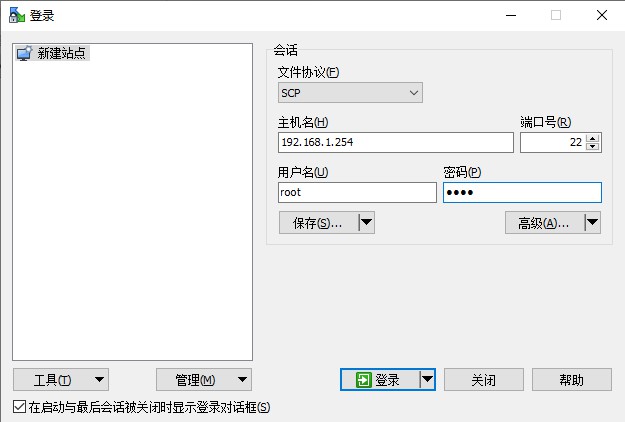 登录
新建站点
会话
文件协议(F)
SCP
主机名(H)
端口号(R)
192.168.1.254
22
用户名(U)
密码(P)
root
••••
保存(S)...
高级(A)...
工具(T)
管理(M)
登录
关闭
帮助
在启动与最后会话被关闭时显示登录对话框(S)